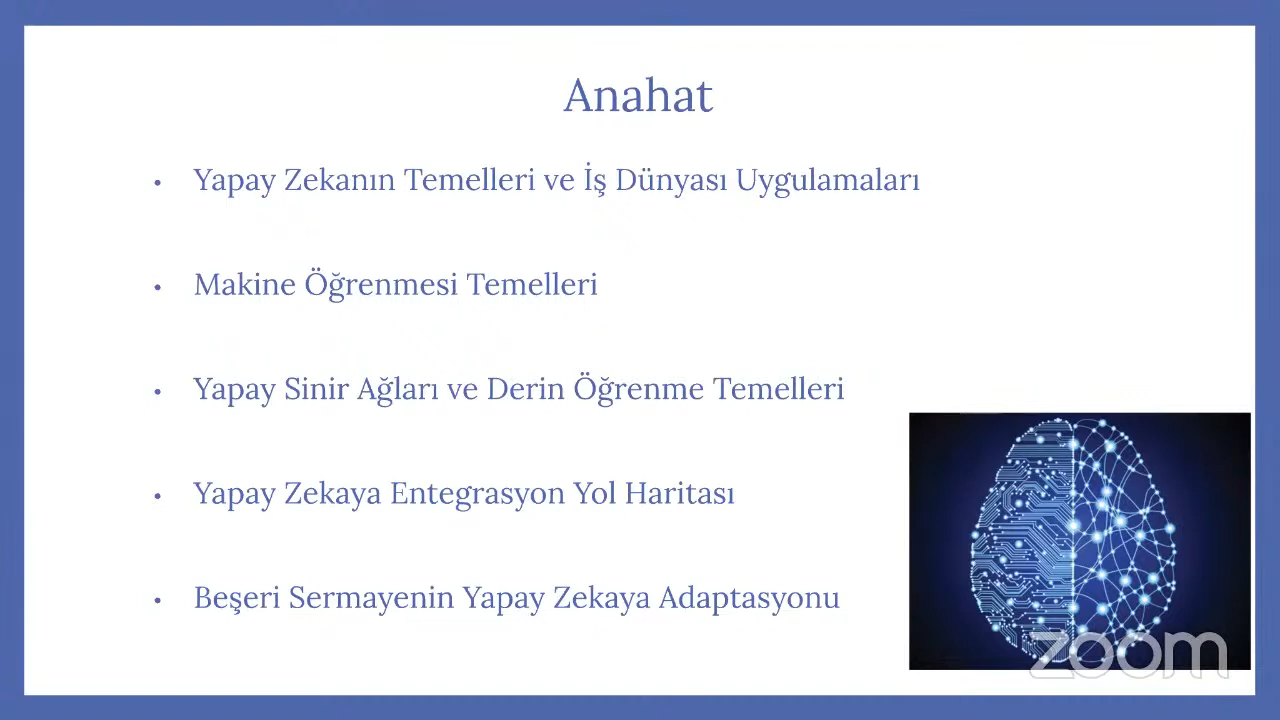 Anahat
• Yapay Zekanın Temelleri ve İş Dünyası Uygulamaları
• Makine Öğrenmesi Temelleri
• Yapay Sinir Ağları ve Derin Öğrenme Temelleri
• Yapay Zekaya Entegrasyon Yol Haritası
• Beşeri Sermayenin Yapay Zekaya Adaptasyonu
zoom